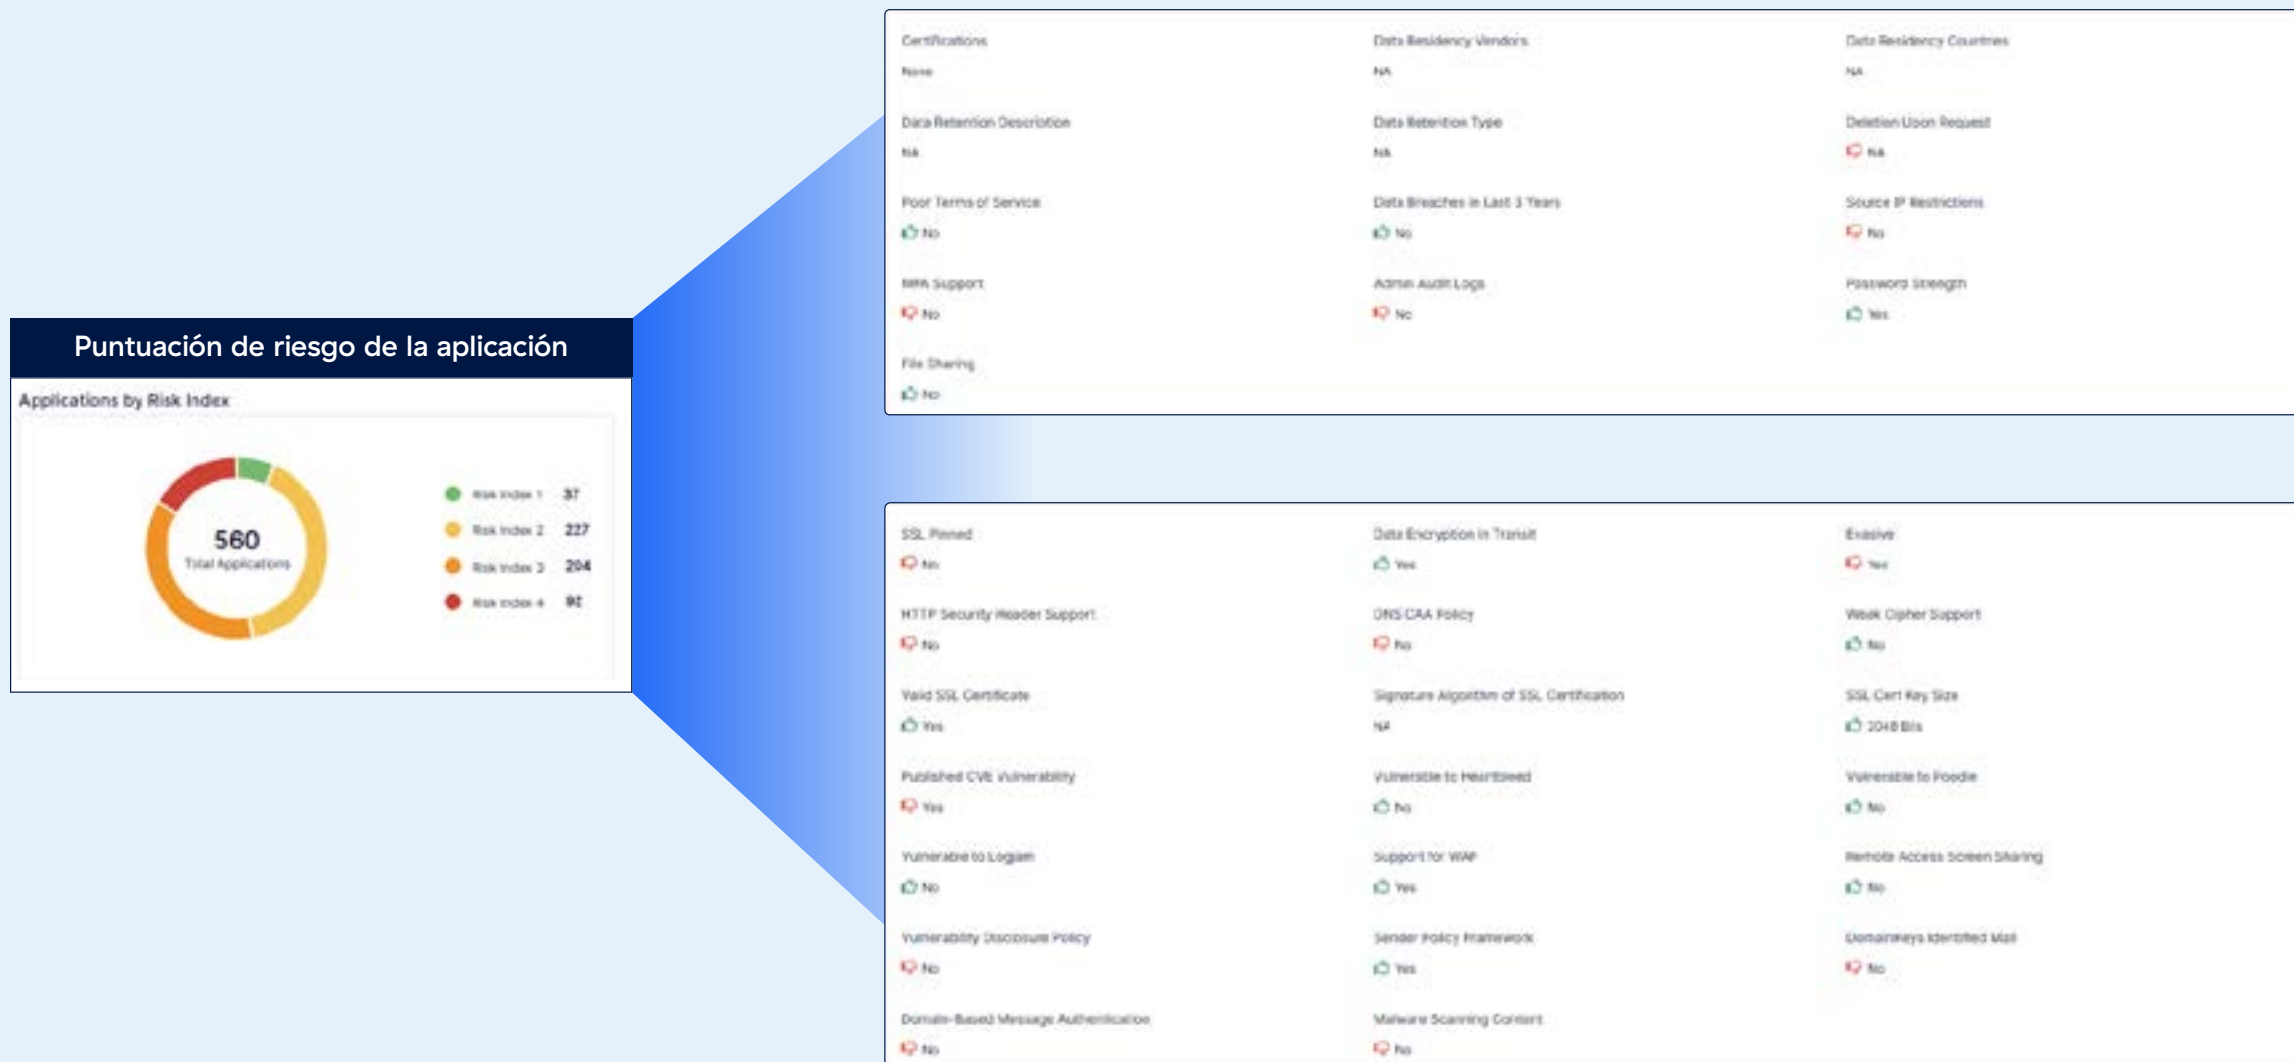 Puntuación de riesgo de la aplicación
Applications by Risk Index
560
Total Applications
Risk Index 1 37
Risk Index 2 227
Risk Index 3 204
Risk Index 4 92
Certifications
None
Data Residency Vendors
NA
Data Residency Countries
NA
Data Retention Description
NA
Data Retention Type
NA
Deletion Upon Request
NA
Poor Terms of Service
No
Data Breaches in Last 3 Years
No
Source IP Restrictions
No
MFA Support
No
Admin Audit Logs
No
Password Strength
Yes
File Sharing
No
SSL Pinned
No
Data Encryption in Transit
Yes
Evasive
Yes
HTTP Security Header Support
No
DNS CAA Policy
No
Weak Cipher Support
No
Valid SSL Certificate
Yes
Signature Algorithm of SSL Certification
NA
SSL Cert Key Size
2048 Bits
Published CVE Vulnerability
Yes
Vulnerable to Heartbleed
No
Vulnerable to Poodle
No
Vulnerable to Logjam
No
Support for WAF
Yes
Remote Access Screen Sharing
No
Vulnerability Disclosure Policy
No
Sender Policy Framework
Yes
DomainKeys Identified Mail
No
Domain-Based Message Authentication
No
Malware Scanning Content
No